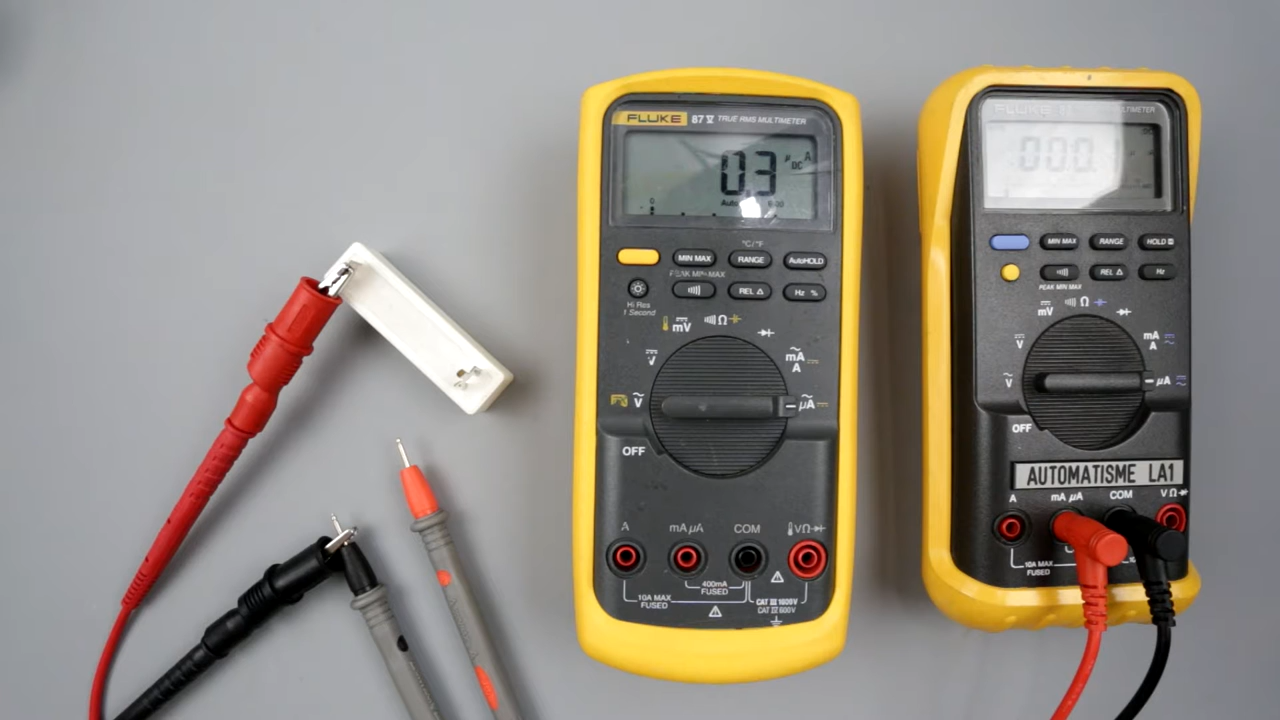 FLUKE 87 V TRUE RMS MULTIMETER
03 µ DC A
0
MIN MAX RANGE AutoHOLD
°C/°F
PEAK MIN-MAX
REL Δ Hz %
Hi Res
1 Second
mV Ω
V mA
A
V µA
OFF
A mA µA COM VΩ
400mA
FUSED
10A MAX
FUSED
CAT III 1000V
CAT IV 600V
FLUKE
MULTIMETER
000.
MIN MAX RANGE HOLD
REL Δ Hz
PEAK MIN MAX
mV Ω
V mA
A
V µA
OFF
AUTOMATISME LA1
A mA µA COM VΩ
10A MAX
FUSED